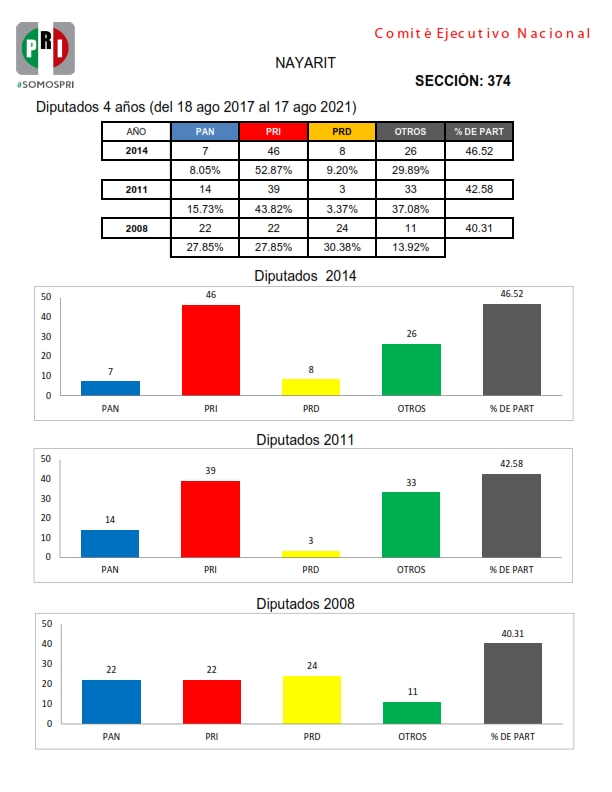 Comité Ejecutivo Nacional
PRI
#SOMOSPRI
NAYARIT
SECCIÓN: 374
Diputados 4 años (del 18 ago 2017 al 17 ago 2021)
AÑO PAN PRI PRD OTROS % DE PART
2014 7 46 8 26 46.52
8.05% 52.87% 9.20% 29.89%
2011 14 39 3 33 42.58
15.73% 43.82% 3.37% 37.08%
2008 22 22 24 11 40.31
27.85% 27.85% 30.38% 13.92%
Diputados 2014
50
40
30
20
10
0
7 46 8 26 46.52
PAN PRI PRD OTROS % DE PART
Diputados 2011
50
40
30
20
10
0
14 39 3 33 42.58
PAN PRI PRD OTROS % DE PART
Diputados 2008
50
40
30
20
10
0
22 22 24 11 40.31
PAN PRI PRD OTROS % DE PART